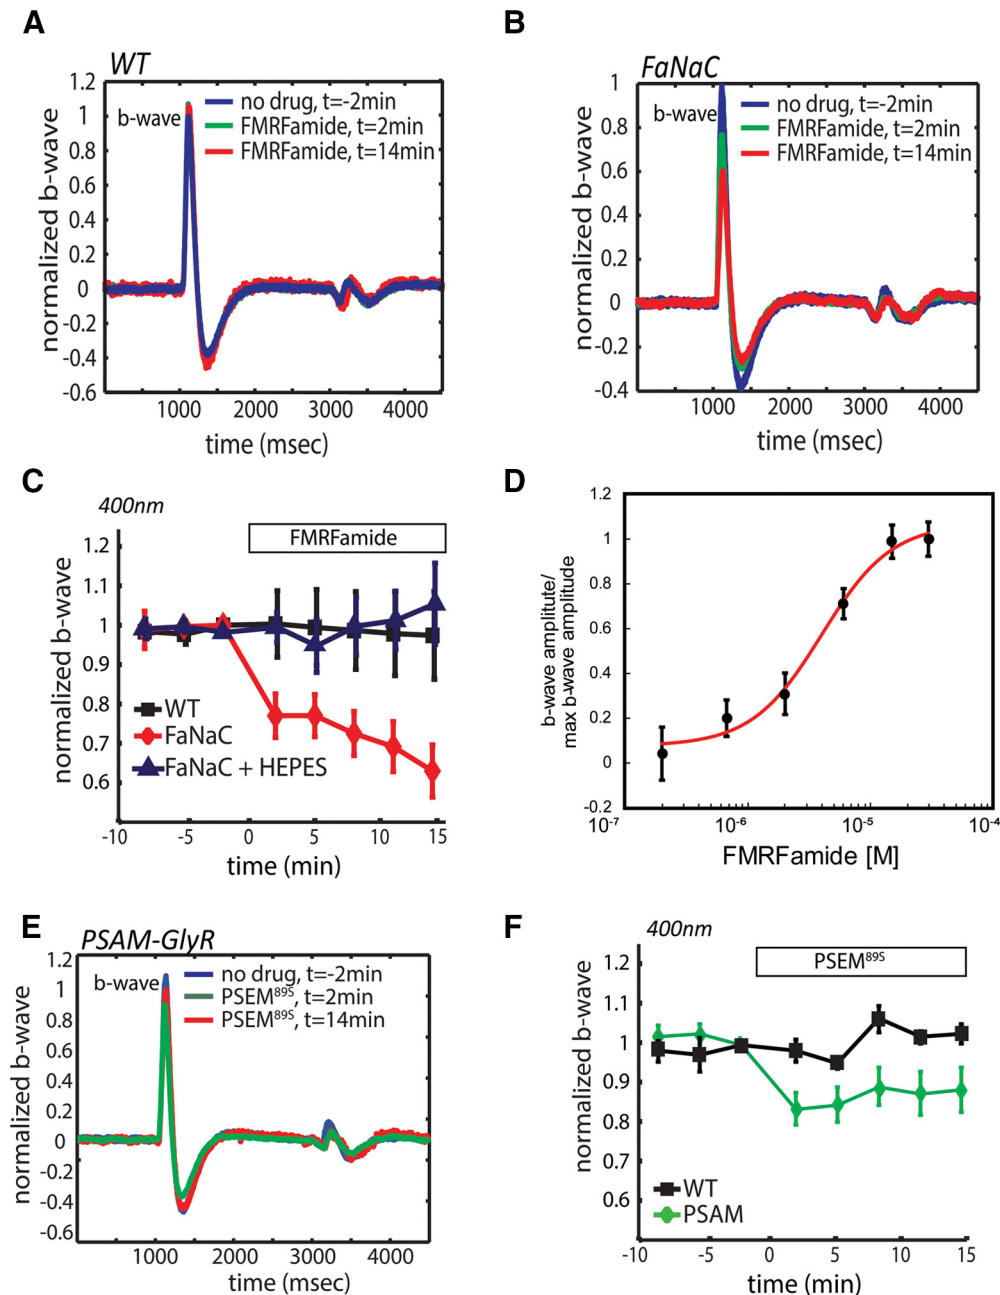 A
WT
1.2
1
0.8
0.6
0.4
0.2
0
-0.2
-0.4
-0.6
normalized b-wave
b-wave
no drug, t=-2min
FMRFamide, t=2min
FMRFamide, t=14min
1000 2000 3000 4000
time (msec)
B
FaNaC
1
0.8
0.6
0.4
0.2
0
-0.2
-0.4
normalized b-wave
b-wave
no drug, t=-2min
FMRFamide, t=2min
FMRFamide, t=14min
1000 2000 3000 4000
time (msec)
C
400nm
FMRFamide
1.2
1.1
1
0.9
0.8
0.7
0.6
normalized b-wave
WT
FaNaC
FaNaC + HEPES
-10 -5 0 5 10 15
time (min)
D
1.2
1
0.8
0.6
0.4
0.2
0
-0.2
b-wave amplitute/
max b-wave amplitude
10-7 10-6 10-5 10-4
FMRFamide [M]
E
PSAM-GlyR
1.2
1
0.8
0.6
0.4
0.2
0
-0.2
-0.4
-0.6
normalized b-wave
b-wave
no drug, t=-2min
PSEM89S, t=2min
PSEM89S, t=14min
1000 2000 3000 4000
time (msec)
F
400nm
PSEM89S
1.2
1.1
1
0.9
0.8
0.7
0.6
normalized b-wave
WT
PSAM
-10 -5 0 5 10 15
time (min)